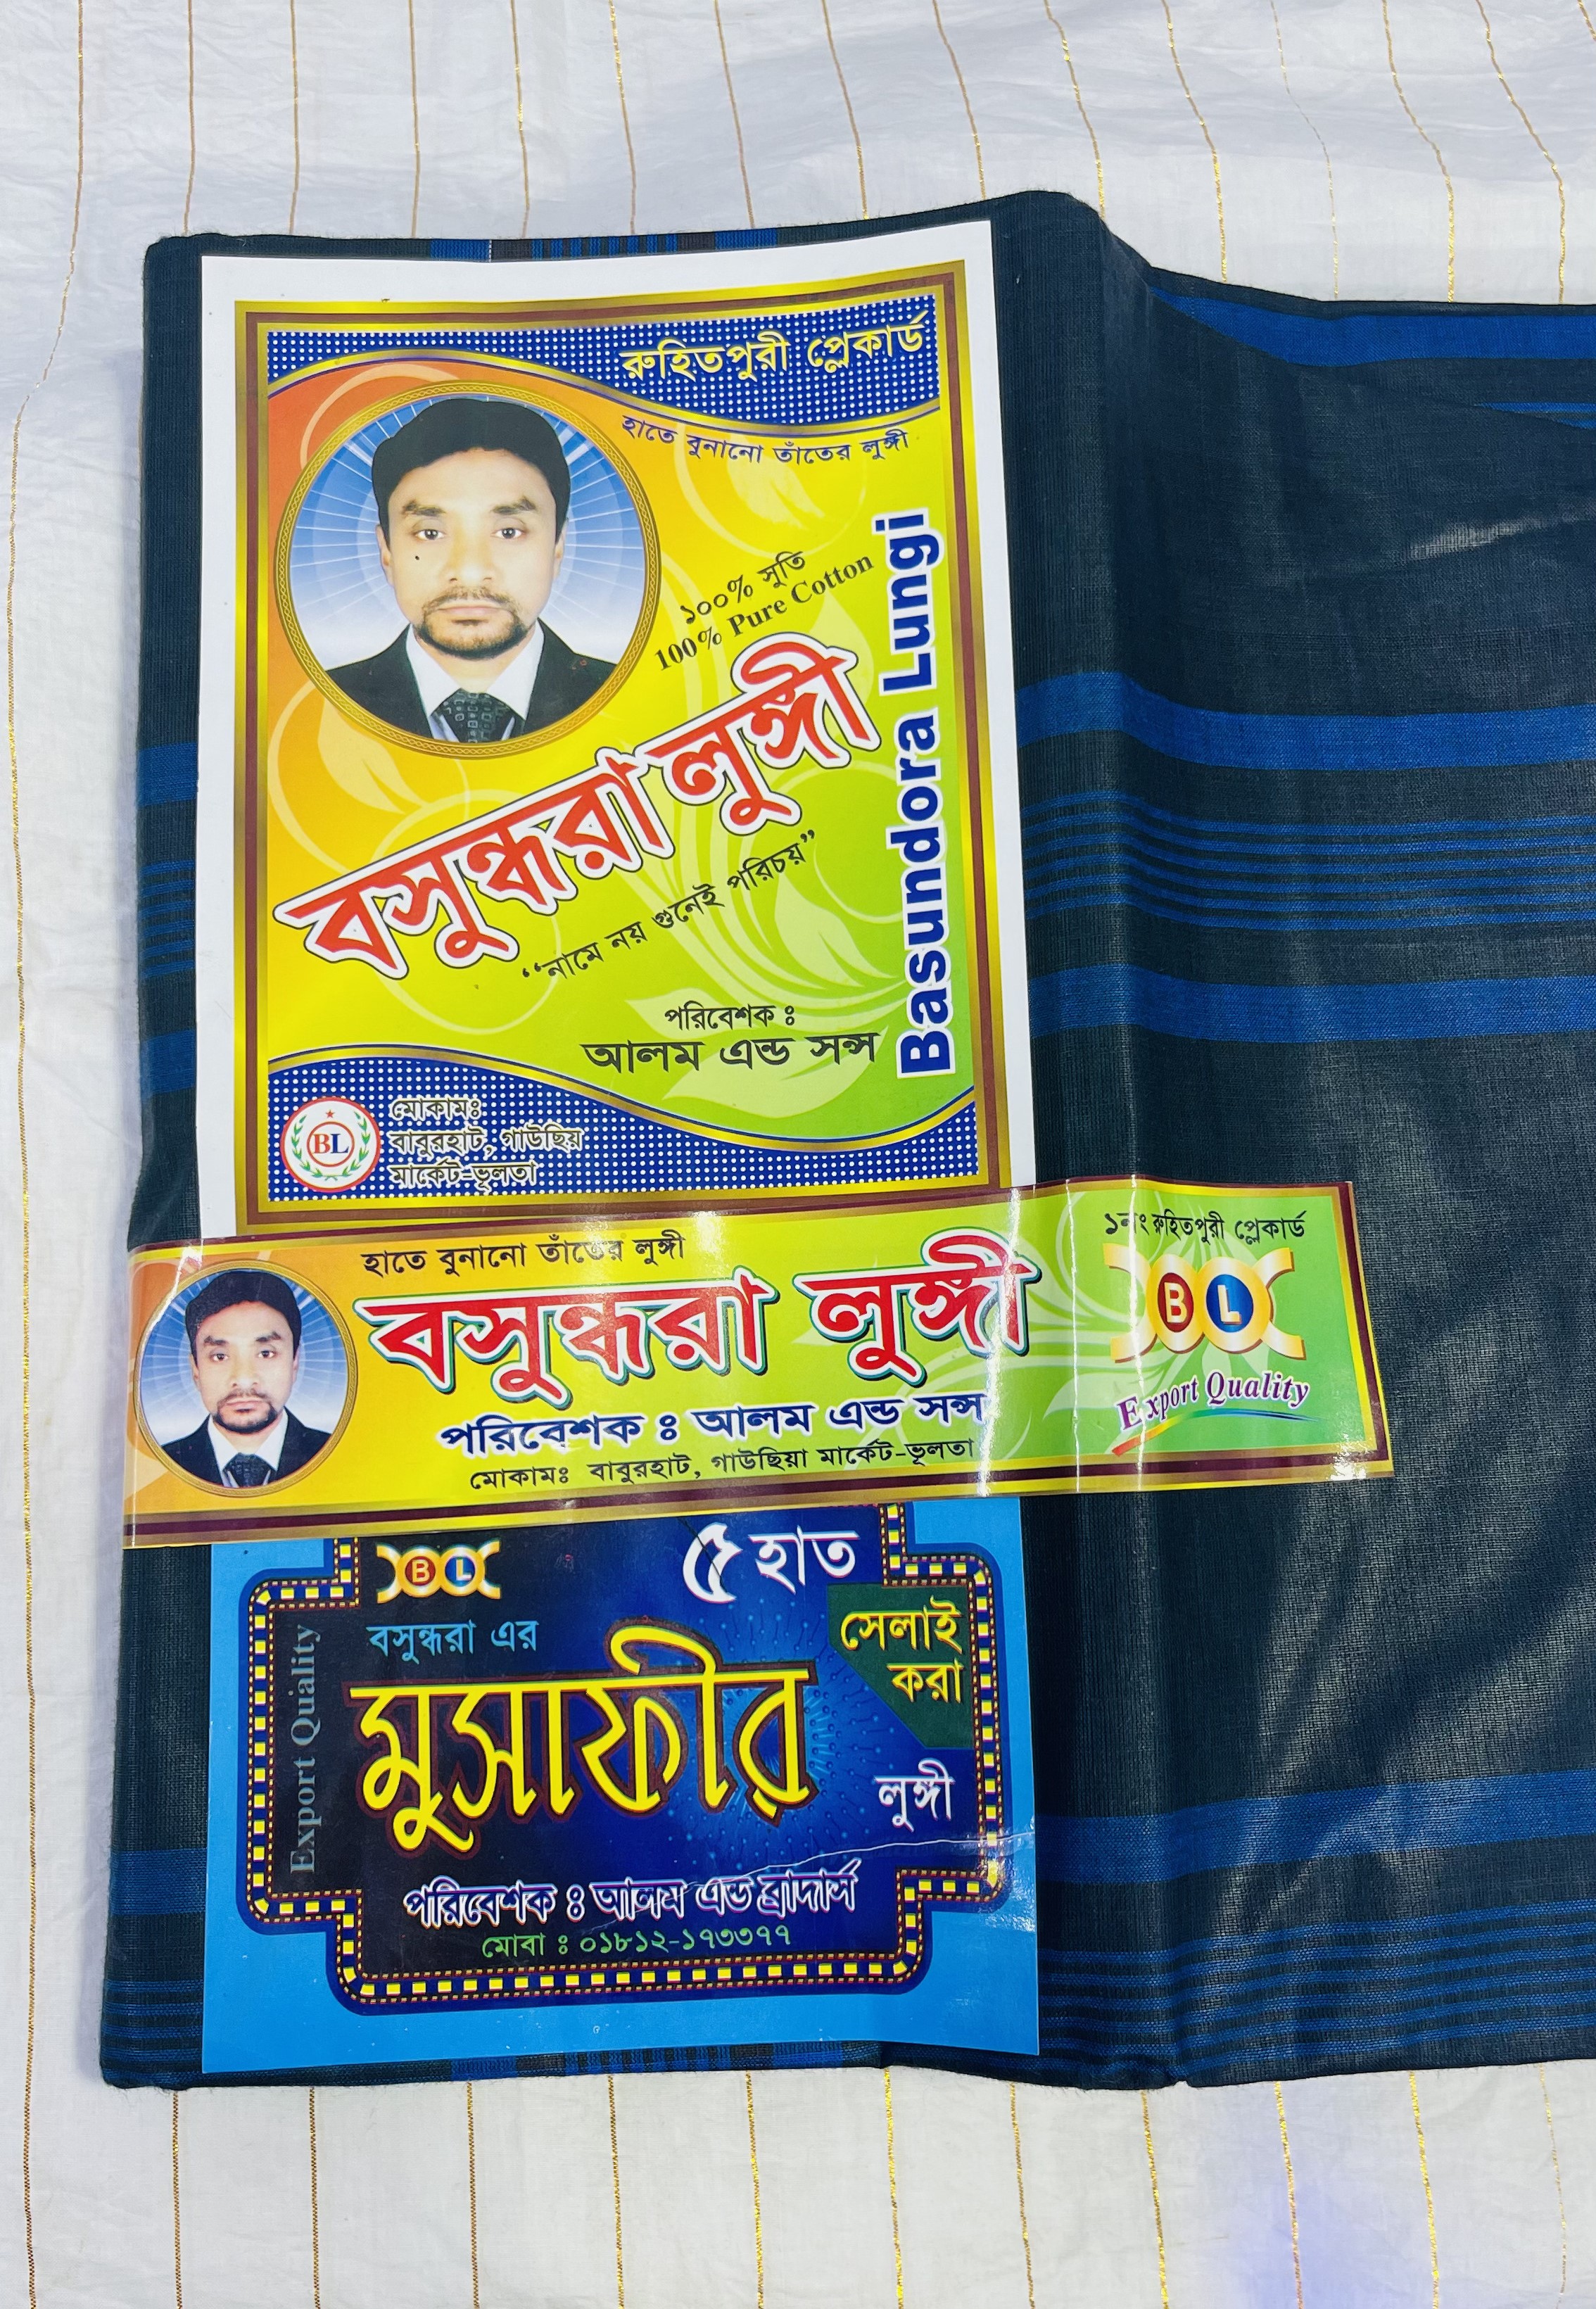 রুহিতপুরী প্লেকার্ড
হাতে বুনানো তাঁতের লুঙ্গী
১০০% সুতি
100% Pure Cotton
Basundora Lungi
বসুন্ধরা লুঙ্গী
“নামে নয় গুনেই পরিচয়”
পরিবেশক ঃ
আলম এন্ড সন্স
BL
মোকামঃ
বাবুরহাট, গাউছিয়
মার্কেট-ভূলতা
হাতে বুনানো তাঁতের লুঙ্গী
বসুন্ধরা লুঙ্গী
পরিবেশক ঃ আলম এন্ড সন্স
মোকামঃ বাবুরহাট, গাউছিয়া মার্কেট-ভূলতা
১নং রুহিতপুরী প্লেকার্ড
B L
Export Quality
B L
৫ হাত
বসুন্ধরা এর
সেলাই
করা
মুসাফীর
লুঙ্গী
Export Quality
পরিবেশক ঃ আলম এন্ড ব্রাদার্স
মোবা ঃ ০১৮১২-১৭৩৩৭৭